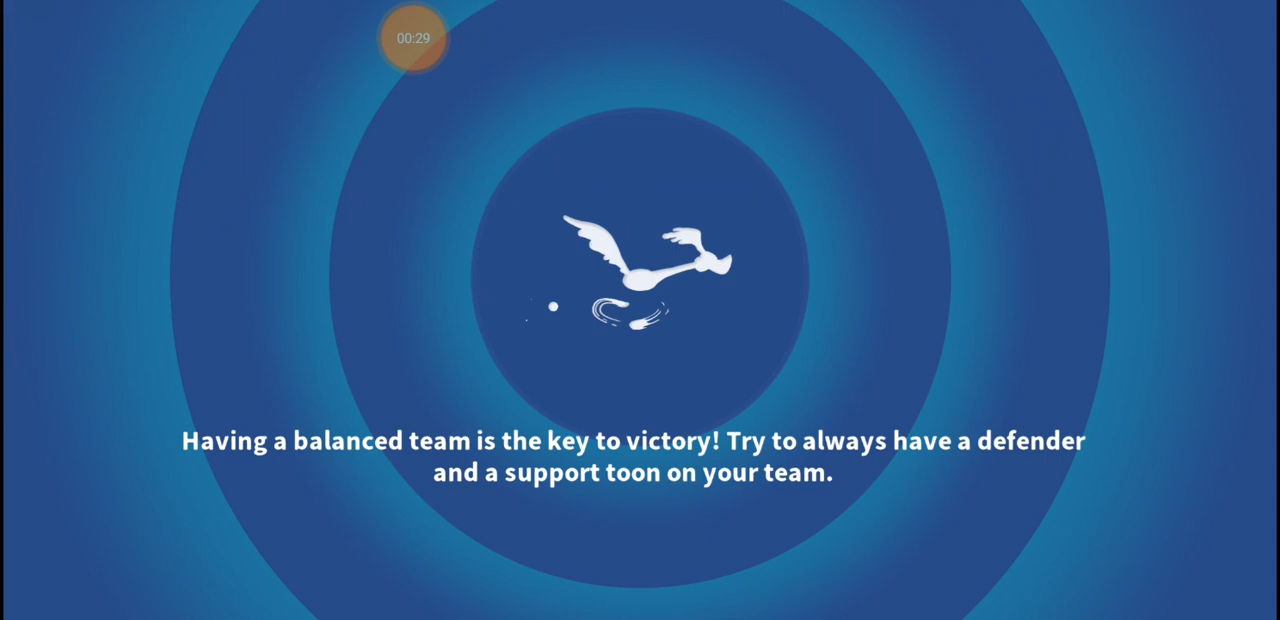 00:29
Having a balanced team is the key to victory! Try to always have a defender
and a support toon on your team.